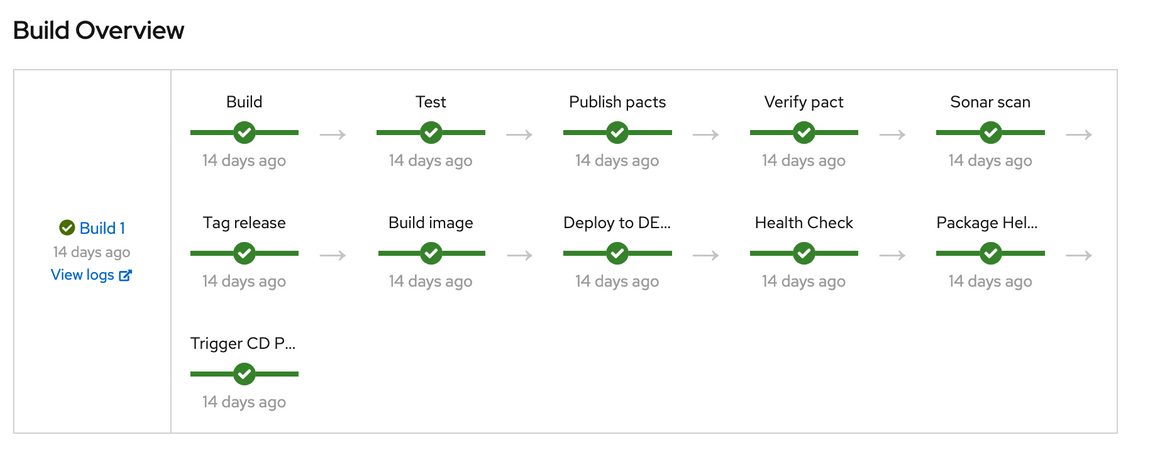 Build Overview
Build
Test
Publish pacts
Verify pact
Sonar scan
14 days ago
14 days ago
14 days ago
14 days ago
14 days ago
Build 1
14 days ago
View logs
Tag release
Build image
Deploy to DE...
Health Check
Package Hel...
14 days ago
14 days ago
14 days ago
14 days ago
14 days ago
Trigger CD P...
14 days ago